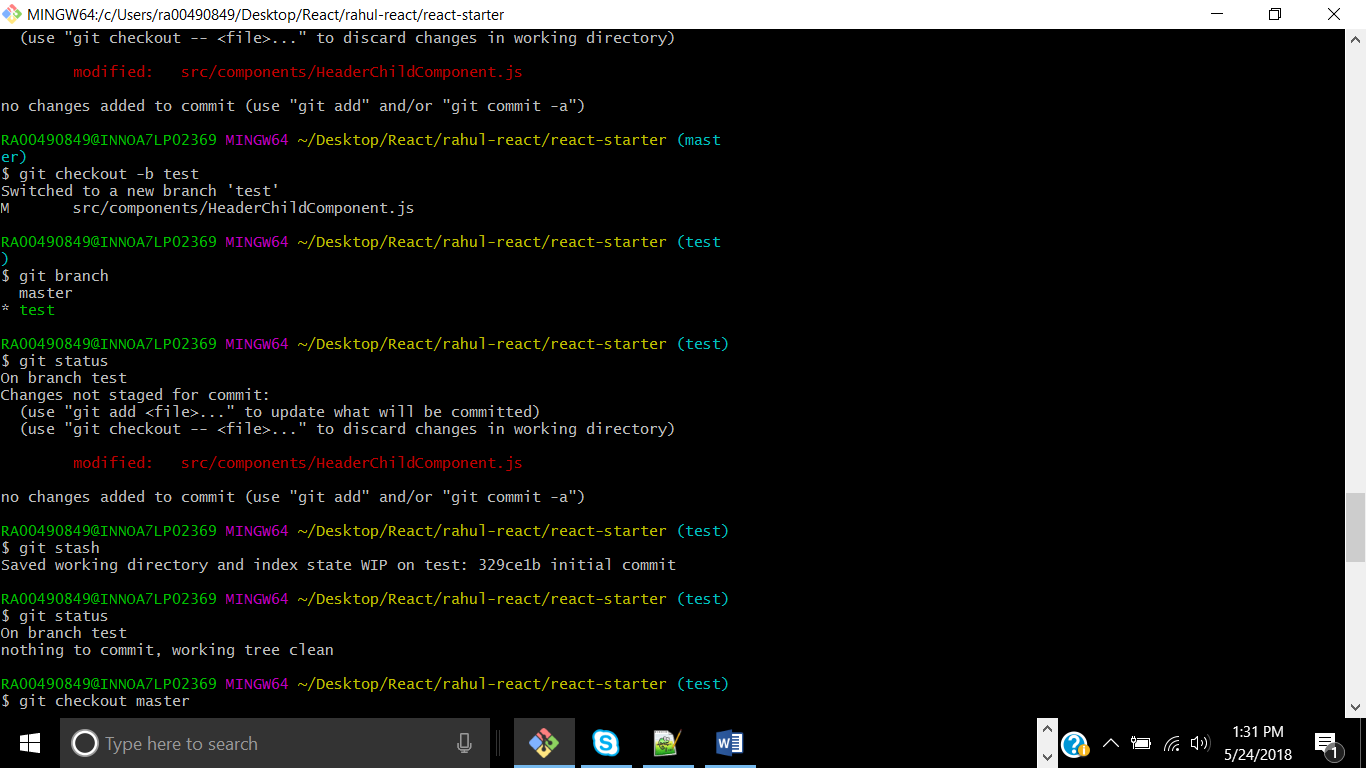 MINGW64:/c/Users/ra00490849/Desktop/React/rahul-react/react-starter
(use "git checkout -- <file>..." to discard changes in working directory)
modified:   src/components/HeaderChildComponent.js
no changes added to commit (use "git add" and/or "git commit -a")
RA00490849@INNOA7LP02369 MINGW64 ~/Desktop/React/rahul-react/react-starter (mast
er)
$ git checkout -b test
Switched to a new branch 'test'
M       src/components/HeaderChildComponent.js
RA00490849@INNOA7LP02369 MINGW64 ~/Desktop/React/rahul-react/react-starter (test
)
$ git branch
master
* test
RA00490849@INNOA7LP02369 MINGW64 ~/Desktop/React/rahul-react/react-starter (test)
$ git status
On branch test
Changes not staged for commit:
(use "git add <file>..." to update what will be committed)
(use "git checkout -- <file>..." to discard changes in working directory)
modified:   src/components/HeaderChildComponent.js
no changes added to commit (use "git add" and/or "git commit -a")
RA00490849@INNOA7LP02369 MINGW64 ~/Desktop/React/rahul-react/react-starter (test)
$ git stash
Saved working directory and index state WIP on test: 329ce1b initial commit
RA00490849@INNOA7LP02369 MINGW64 ~/Desktop/React/rahul-react/react-starter (test)
$ git status
On branch test
nothing to commit, working tree clean
RA00490849@INNOA7LP02369 MINGW64 ~/Desktop/React/rahul-react/react-starter (test)
$ git checkout master
Type here to search
1:31 PM
5/24/2018
1